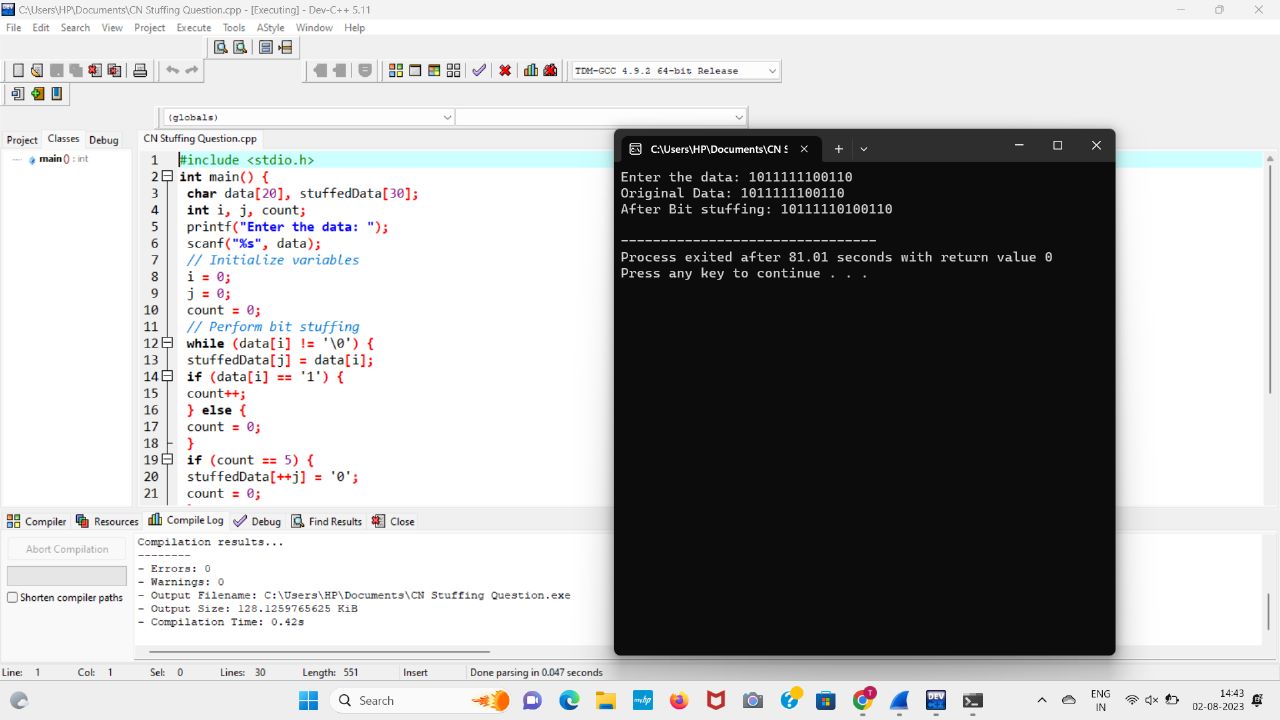 C:\Users\HP\Documents\CN Stuffing Question.cpp - [Executing] - Dev-C++ 5.11
File Edit Search View Project Execute Tools AStyle Window Help
TDM-GCC 4.9.2 64-bit Release
(globals)
Project Classes Debug
main() : int
CN Stuffing Question.cpp
1 #include <stdio.h>
2 int main() {
3 char data[20], stuffedData[30];
4 int i, j, count;
5 printf("Enter the data: ");
6 scanf("%s", data);
7 // Initialize variables
8 i = 0;
9 j = 0;
10 count = 0;
11 // Perform bit stuffing
12 while (data[i] != '\0') {
13 stuffedData[j] = data[i];
14 if (data[i] == '1') {
15 count++;
16 } else {
17 count = 0;
18 }
19 if (count == 5) {
20 stuffedData[++j] = '0';
21 count = 0;
C:\Users\HP\Documents\CN S
Enter the data: 1011111100110
Original Data: 1011111100110
After Bit stuffing: 10111110100110
--------------------------------
Process exited after 81.01 seconds with return value 0
Press any key to continue . . .
Compiler Resources Compile Log Debug Find Results Close
Abort Compilation
Shorten compiler paths
Compilation results...
--------
- Errors: 0
- Warnings: 0
- Output Filename: C:\Users\HP\Documents\CN Stuffing Question.exe
- Output Size: 128.1259765625 KiB
- Compilation Time: 0.42s
Line: 1 Col: 1 Sel: 0 Lines: 30 Length: 551 Insert Done parsing in 0.047 seconds
Search
myhp
T
DEV
ENG
IN
14:43
02-08-2023